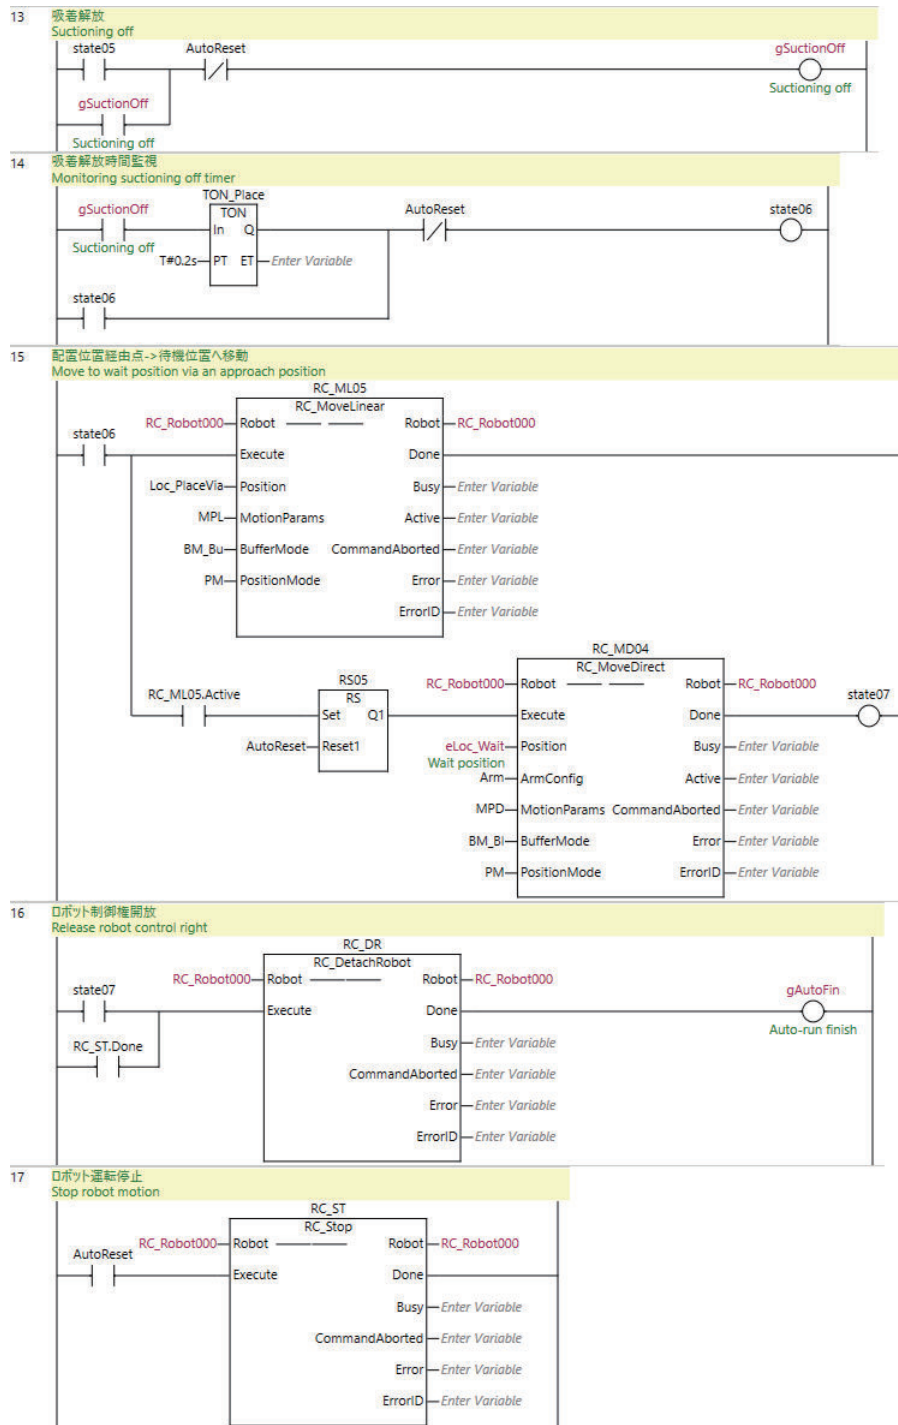 13 吸着解放
Suctioning off
state05 AutoReset gSuctionOff
Suctioning off
gSuctionOff
Suctioning off
14 吸着解放時間監視
Monitoring suctioning off timer
TON_Place
gSuctionOff TON AutoReset state06
In Q
Suctioning off
T#0.2s PT ET Enter Variable
state06
15 配置位置経由点->待機位置へ移動
Move to wait position via an approach position
RC_ML05
RC_MoveLinear
RC_Robot000 Robot Robot RC_Robot000
state06
Execute Done
Loc_PlaceVia Position Busy Enter Variable
MPL MotionParams Active Enter Variable
BM_Bu BufferMode CommandAborted Enter Variable
PM PositionMode Error Enter Variable
ErrorID Enter Variable
RC_MD04
RC_MoveDirect
RS05 RC_Robot000 Robot Robot RC_Robot000
RC_ML05.Active RS state07
Set Q1 Execute Done
AutoReset Reset1 eLoc_Wait Position Busy Enter Variable
Wait position
Arm ArmConfig Active Enter Variable
MPD MotionParams CommandAborted Enter Variable
BM_Bl BufferMode Error Enter Variable
PM PositionMode ErrorID Enter Variable
16 ロボット制御権開放
Release robot control right
RC_DR
RC_DetachRobot
RC_Robot000 Robot Robot RC_Robot000
state07 gAutoFin
Execute Done
Auto-run finish
RC_ST.Done Busy Enter Variable
CommandAborted Enter Variable
Error Enter Variable
ErrorID Enter Variable
17 ロボット運転停止
Stop robot motion
RC_ST
RC_Stop
RC_Robot000 Robot Robot RC_Robot000
AutoReset
Execute Done
Busy Enter Variable
CommandAborted Enter Variable
Error Enter Variable
ErrorID Enter Variable